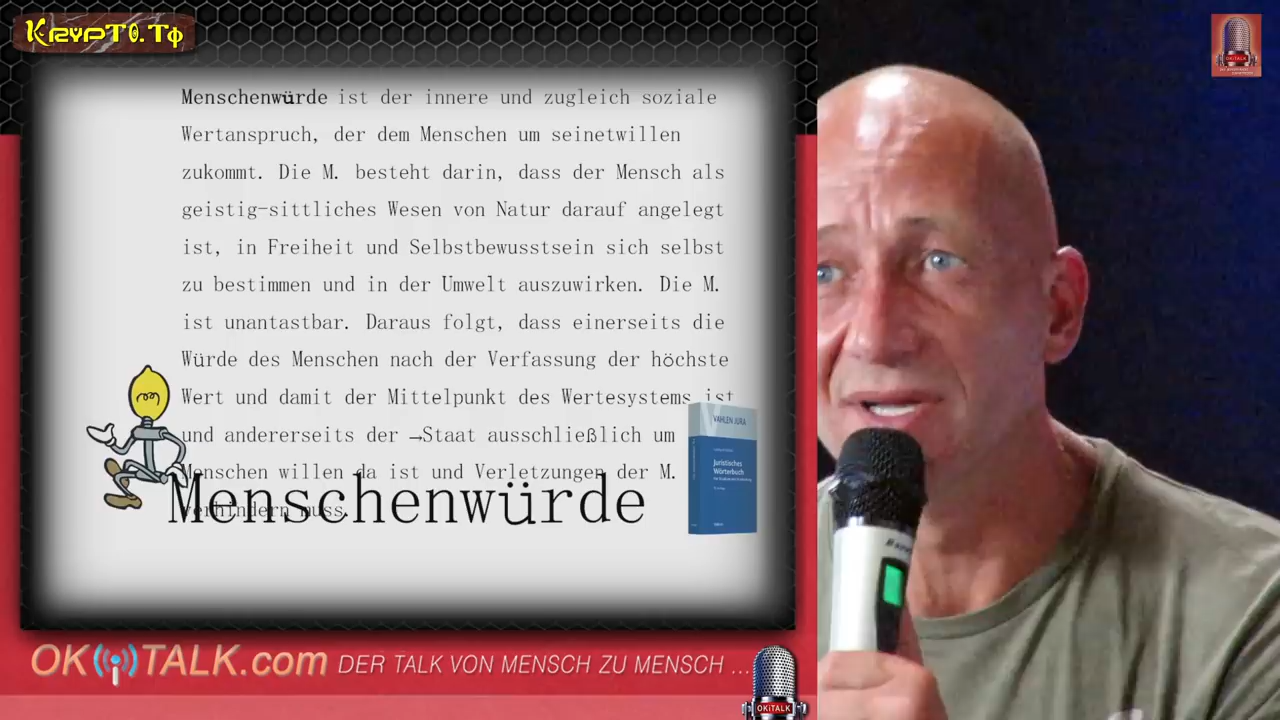 KRYPTO.TO
OKiTALK
Menschenwürde ist der innere und zugleich soziale
Wertanspruch, der dem Menschen um seinetwillen
zukommt. Die M. besteht darin, dass der Mensch als
geistig-sittliches Wesen von Natur darauf angelegt
ist, in Freiheit und Selbstbewusstsein sich selbst
zu bestimmen und in der Umwelt auszuwirken. Die M.
ist unantastbar. Daraus folgt, dass einerseits die
Würde des Menschen nach der Verfassung der höchste
Wert und damit der Mittelpunkt des Wertesystems ist
und andererseits der →Staat ausschließlich um
Menschen willen da ist und Verletzungen der M.
verhindern muss.
Menschenwürde
VAHLEN JURA
Juristisches
Wörterbuch
OKiTALK.com DER TALK VON MENSCH ZU MENSCH ...
OKiTALK